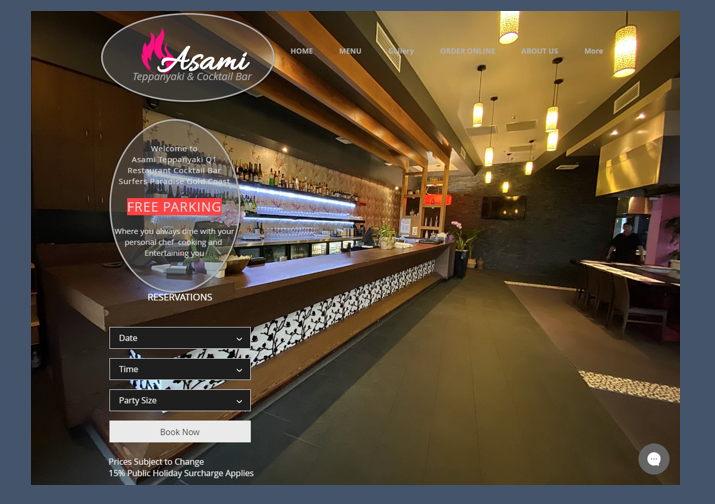 Asami
Teppanyaki & Cocktail Bar
HOME MENU Gallery ORDER ONLINE ABOUT US More
Welcome to
Asami Teppanyaki Q1
Restaurant Cocktail Bar
Surfers Paradise Gold Coast
FREE PARKING
Where you always dine with your
personal chef cooking and
Entertaining you
RESERVATIONS
Date
Time
Party Size
Book Now
Prices Subject to Change
15% Public Holiday Surcharge Applies